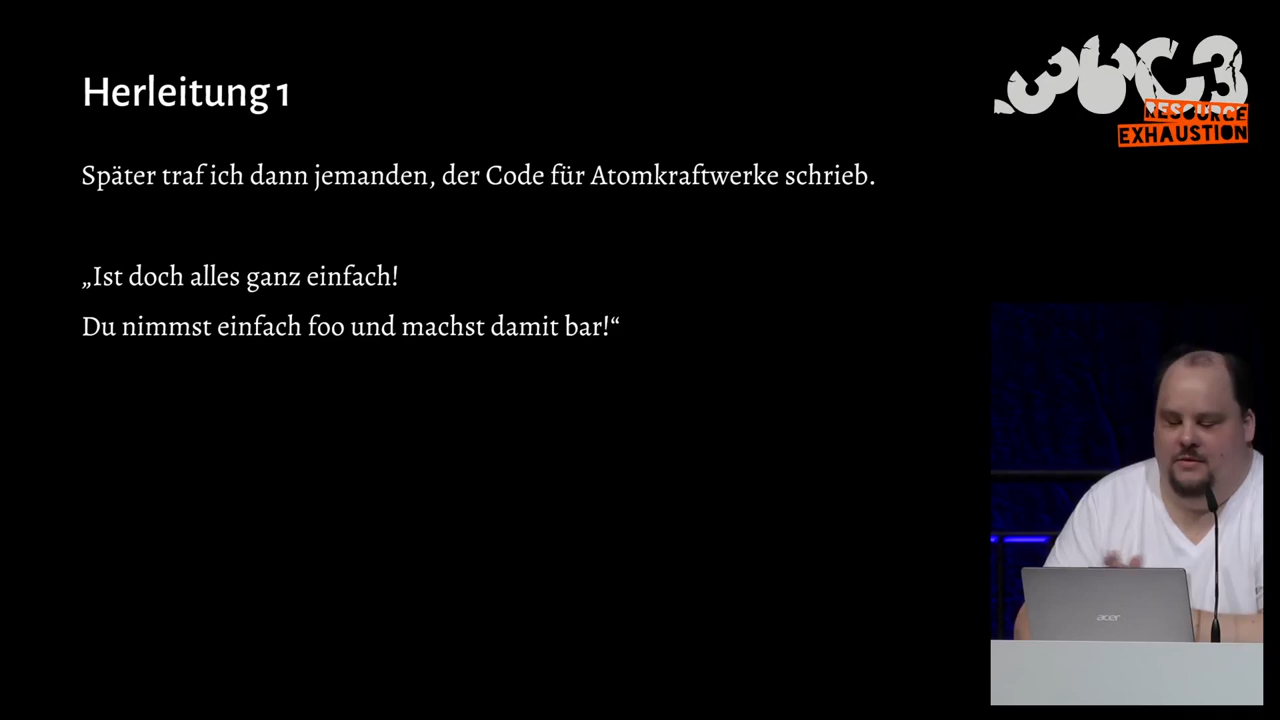 Herleitung 1
36C3
RESOURCE
EXHAUSTION
Später traf ich dann jemanden, der Code für Atomkraftwerke schrieb.
„Ist doch alles ganz einfach!
Du nimmst einfach foo und machst damit bar!“
acer